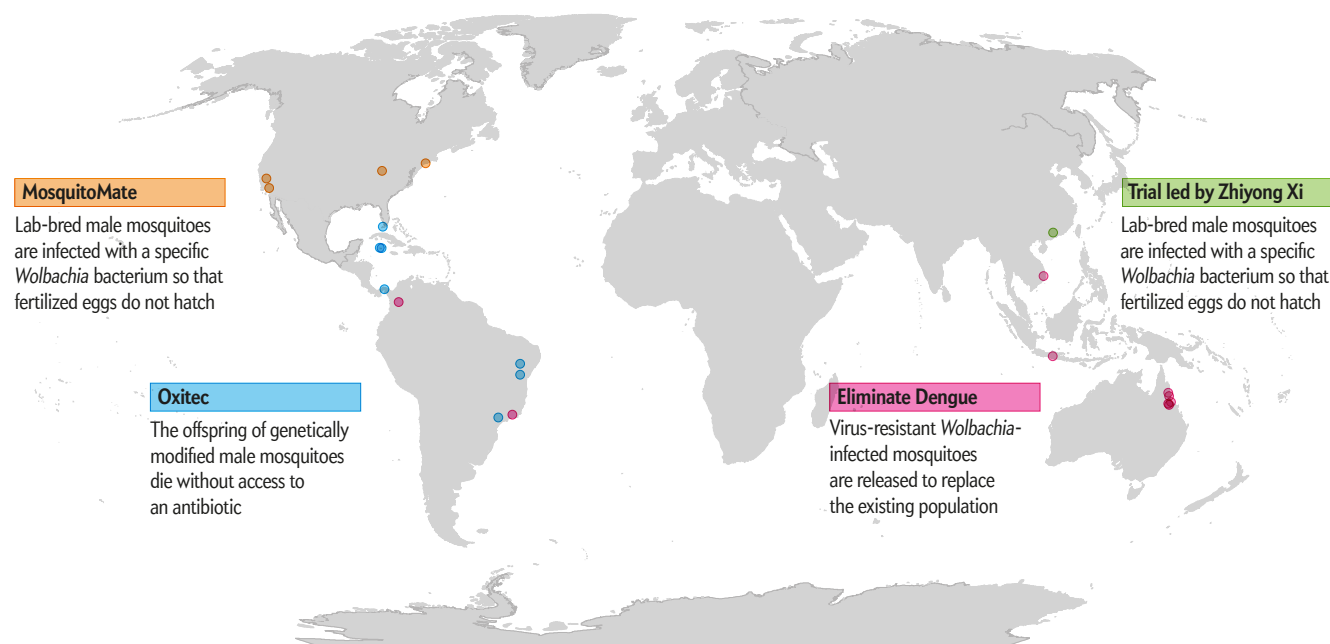 MosquitoMate
Lab-bred male mosquitoes
are infected with a specific
Wolbachia bacterium so that
fertilized eggs do not hatch
Oxitec
The offspring of genetically
modified male mosquitoes
die without access to
an antibiotic
Eliminate Dengue
Virus-resistant Wolbachia-
infected mosquitoes
are released to replace
the existing population
Trial led by Zhiyong Xi
Lab-bred male mosquitoes
are infected with a specific
Wolbachia bacterium so that
fertilized eggs do not hatch